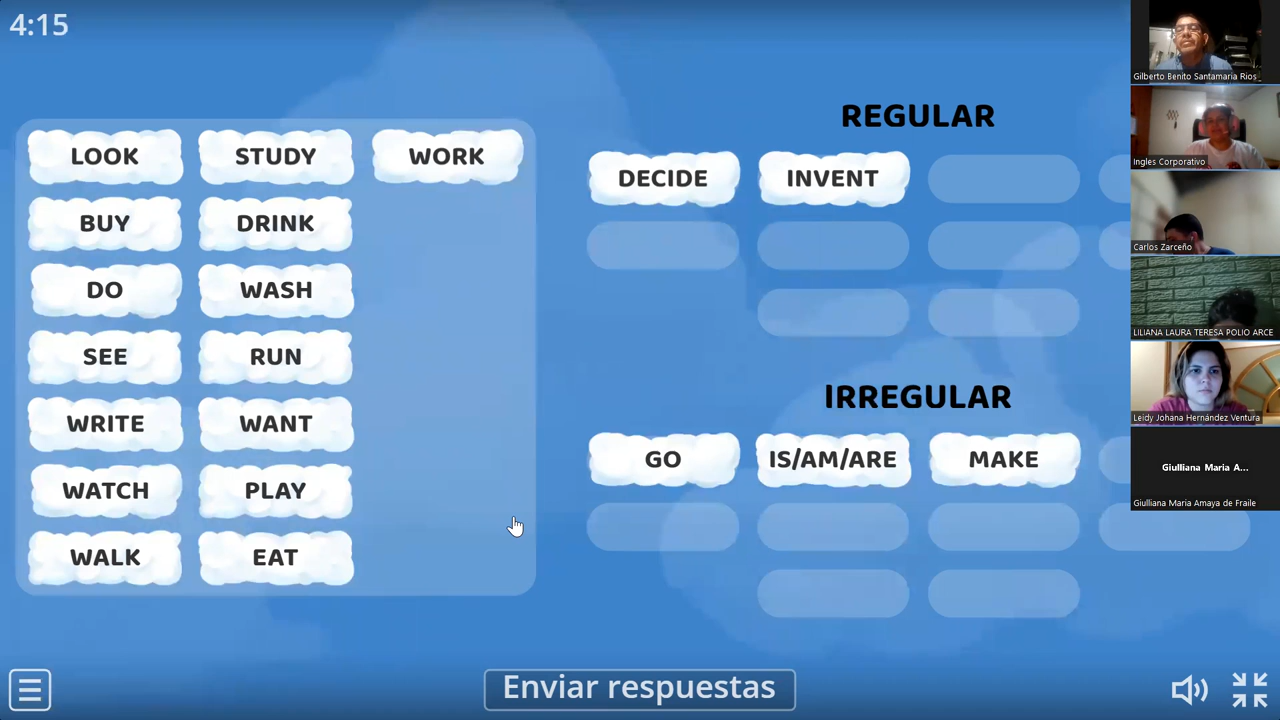 4:15
LOOK STUDY WORK
BUY DRINK
DO WASH
SEE RUN
WRITE WANT
WATCH PLAY
WALK EAT
REGULAR
DECIDE INVENT
IRREGULAR
GO IS/AM/ARE MAKE
Enviar respuestas
Gilberto Benito Santamaria Rios
Ingles Corporativo
Carlos Zarceño
LILIANA LAURA TERESA POLIO ARCE
Leidy Johana Hernández Ventura
Giulliana Maria A...
Giulliana Maria Amaya de Fraile